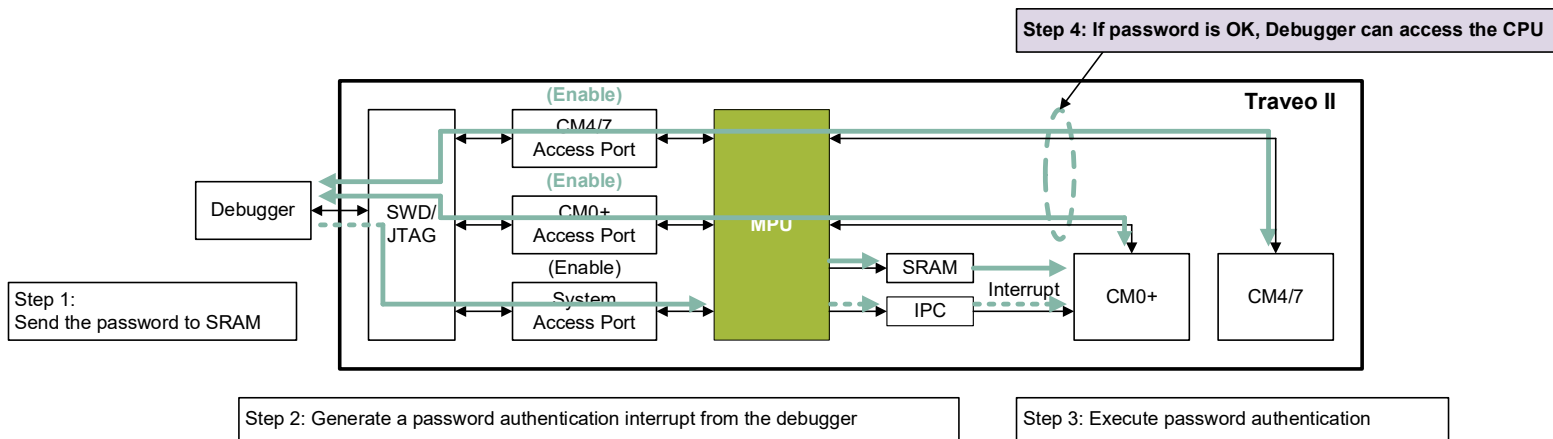 Step 4: If password is OK, Debugger can access the CPU
Traveo II
(Enable)
CM4/7
Access Port
(Enable)
CM0+
Access Port
(Enable)
System
Access Port
Debugger
SWD/
JTAG
MPU
SRAM
Interrupt
IPC
CM0+
CM4/7
Step 1:
Send the password to SRAM
Step 2: Generate a password authentication interrupt from the debugger
Step 3: Execute password authentication